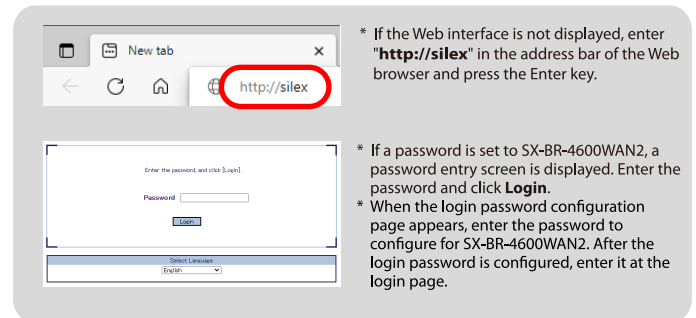 New tab
http://silex
* If the Web interface is not displayed, enter
"http://silex" in the address bar of the Web
browser and press the Enter key.
Enter the password, and click [Login].
Password
Login
Select Language
English
* If a password is set to SX-BR-4600WAN2, a
password entry screen is displayed. Enter the
password and click Login.
* When the login password configuration
page appears, enter the password to
configure for SX-BR-4600WAN2. After the
login password is configured, enter it at the
login page.